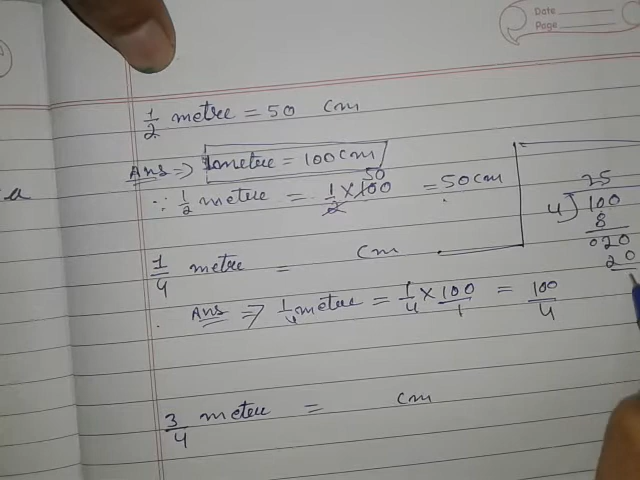 Date
Page
1/2 metre = 50 cm
Ans ⇒ 1 metre = 100 cm
∵ 1/2 metre = 1/2 × 100 50 = 50 cm
1/4 metre = cm
Ans ⇒ 1/4 metre = 1/4 × 100/1 = 100/4
25
4)100
8
020
20
3/4 metre = cm